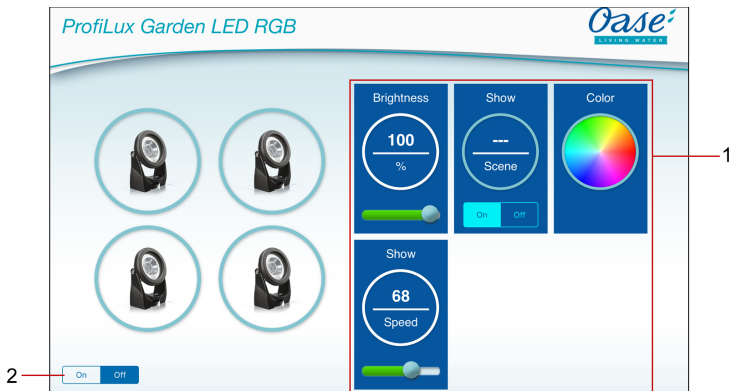 ProfiLux Garden LED RGB
Oase
LIVING WATER
Brightness
100
%
Show
---
Scene
On Off
Color
1
Show
68
Speed
2
On Off